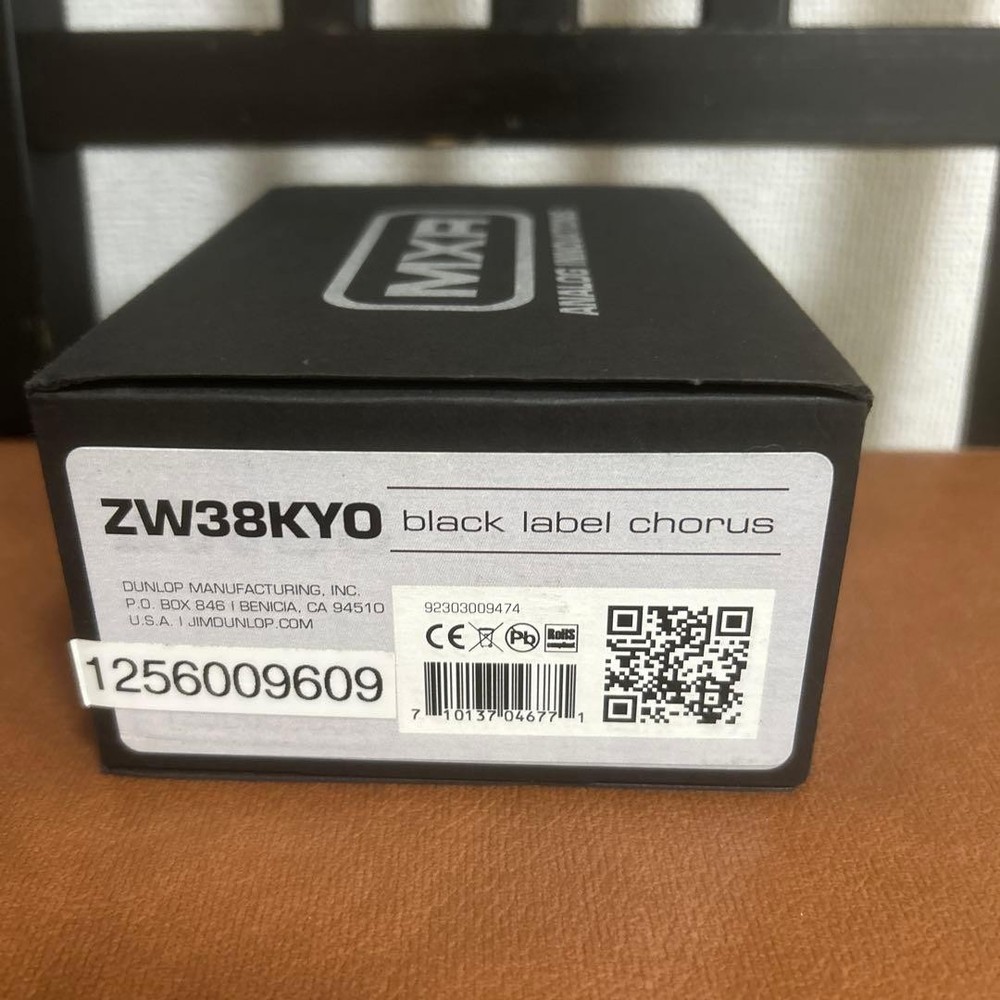 MXR
ANALOG INNOVATIONS
ZW38KYO black label chorus
DUNLOP MANUFACTURING, INC.
P.O. BOX 846 | BENICIA, CA 94510
U.S.A. | JIMDUNLOP.COM
1256009609
92303009474
CE Pb RoHS
compliant
7 10137 04677 1